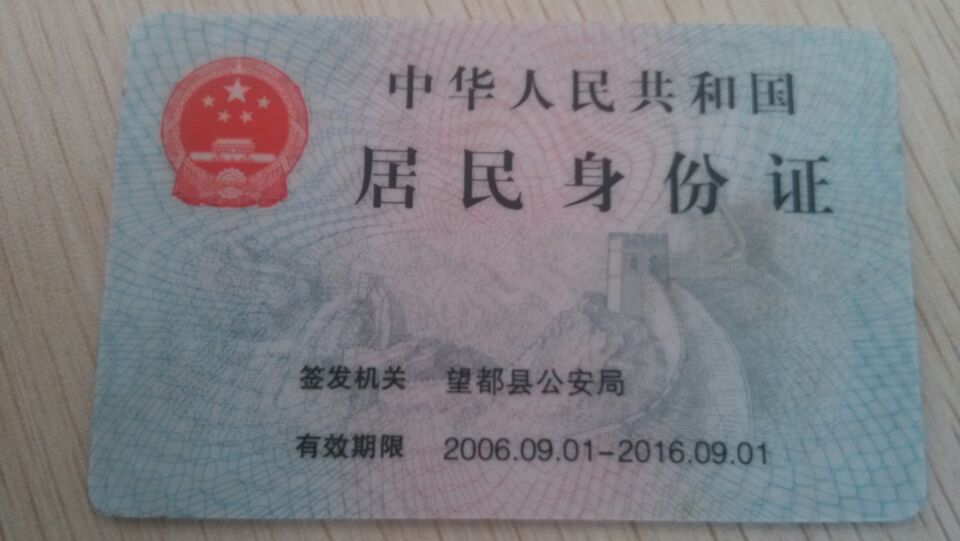 中华人民共和国
居民身份证
签发机关 望都县公安局
有效期限 2006.09.01-2016.09.01